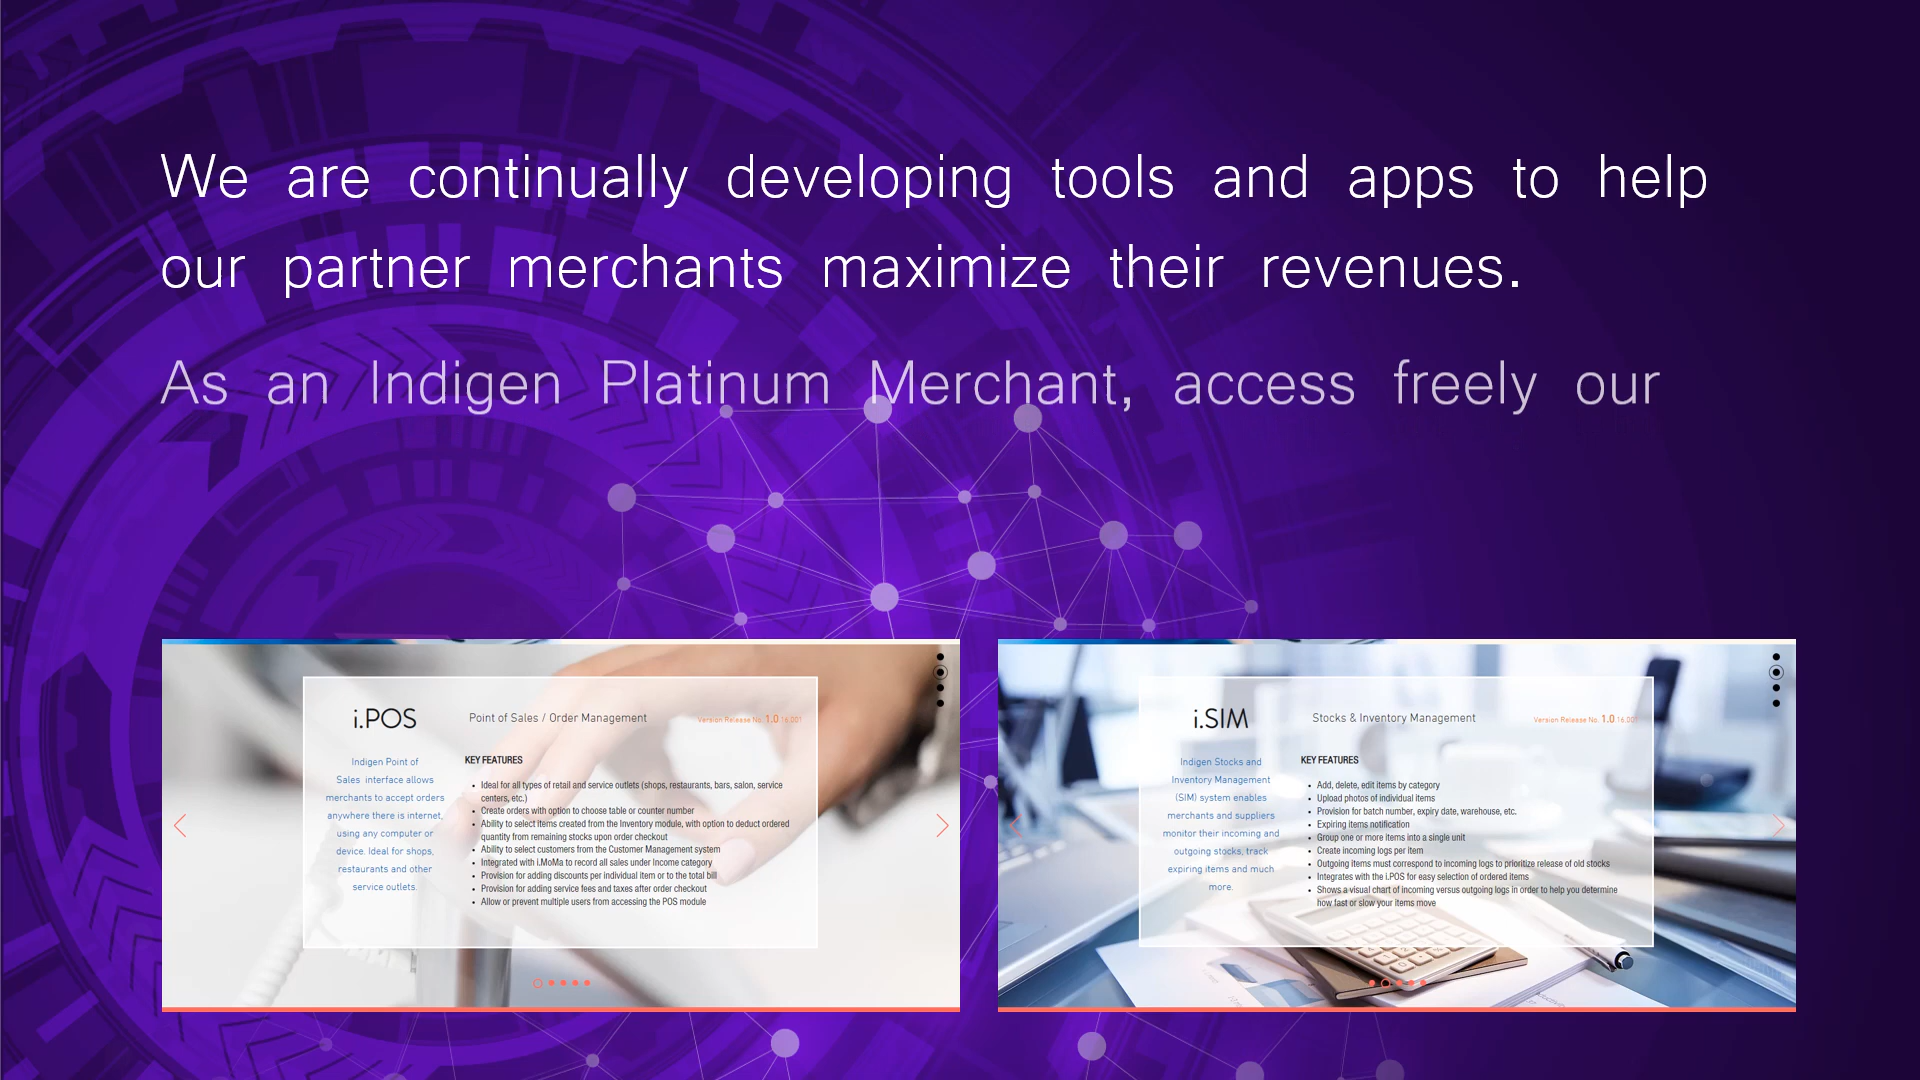 We are continually developing tools and apps to help
our partner merchants maximize their revenues.
As an Indigen Platinum Merchant, access freely our
i.POS
Point of Sales / Order Management
Version Release No. 1.0.16.001
Indigen Point of
Sales interface allows
merchants to accept orders
anywhere there is internet,
using any computer or
device. Ideal for shops,
restaurants and other
service outlets.
KEY FEATURES
• Ideal for all types of retail and service outlets (shops, restaurants, bars, salon, service
centers, etc.)
• Create orders with option to choose table or counter number
• Ability to select items created from the Inventory module, with option to deduct ordered
quantity from remaining stocks upon order checkout
• Ability to select customers from the Customer Management system
• Integrated with i.MoMa to record all sales under Income category
• Provision for adding discounts per individual item or to the total bill
• Provision for adding service fees and taxes after order checkout
• Allow or prevent multiple users from accessing the POS module
i.SIM
Stocks & Inventory Management
Version Release No. 1.0.16.001
Indigen Stocks and
Inventory Management
(SIM) system enables
merchants and suppliers
monitor their incoming and
outgoing stocks, track
expiring items and much
more.
KEY FEATURES
• Add, delete, edit items by category
• Upload photos of individual items
• Provision for batch number, expiry date, warehouse, etc.
• Expiring items notification
• Group one or more items into a single unit
• Create incoming logs per item
• Outgoing items must correspond to incoming logs to prioritize release of old stocks
• Integrates with the i.POS for easy selection of ordered items
• Shows a visual chart of incoming versus outgoing logs in order to help you determine
how fast or slow your items move